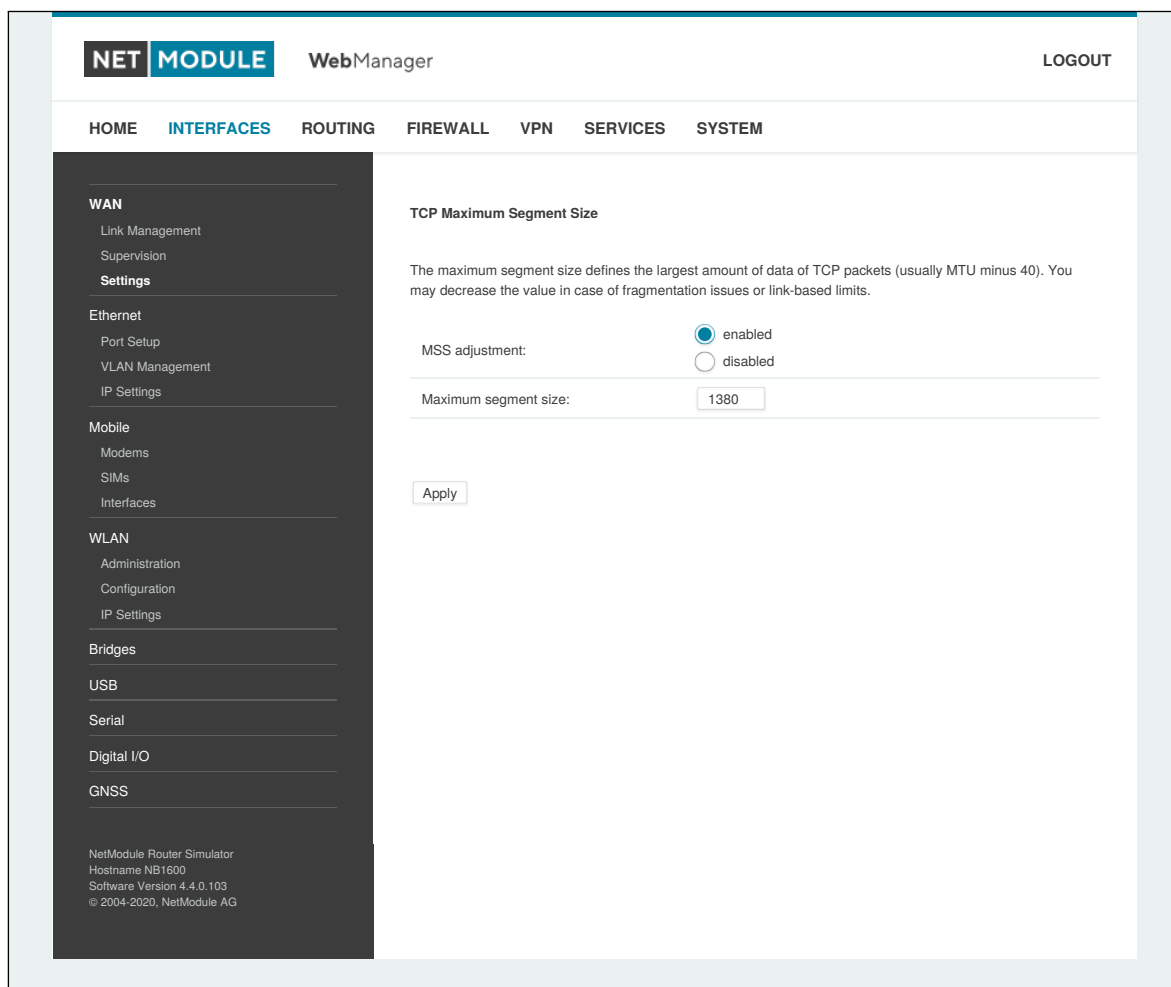 NET MODULE WebManager LOGOUT
HOME INTERFACES ROUTING FIREWALL VPN SERVICES SYSTEM
WAN
Link Management
Supervision
Settings
Ethernet
Port Setup
VLAN Management
IP Settings
Mobile
Modems
SIMs
Interfaces
WLAN
Administration
Configuration
IP Settings
Bridges
USB
Serial
Digital I/O
GNSS
NetModule Router Simulator
Hostname NB1600
Software Version 4.4.0.103
© 2004-2020, NetModule AG
TCP Maximum Segment Size
The maximum segment size defines the largest amount of data of TCP packets (usually MTU minus 40). You
may decrease the value in case of fragmentation issues or link-based limits.
MSS adjustment:
enabled
disabled
Maximum segment size: 1380
Apply